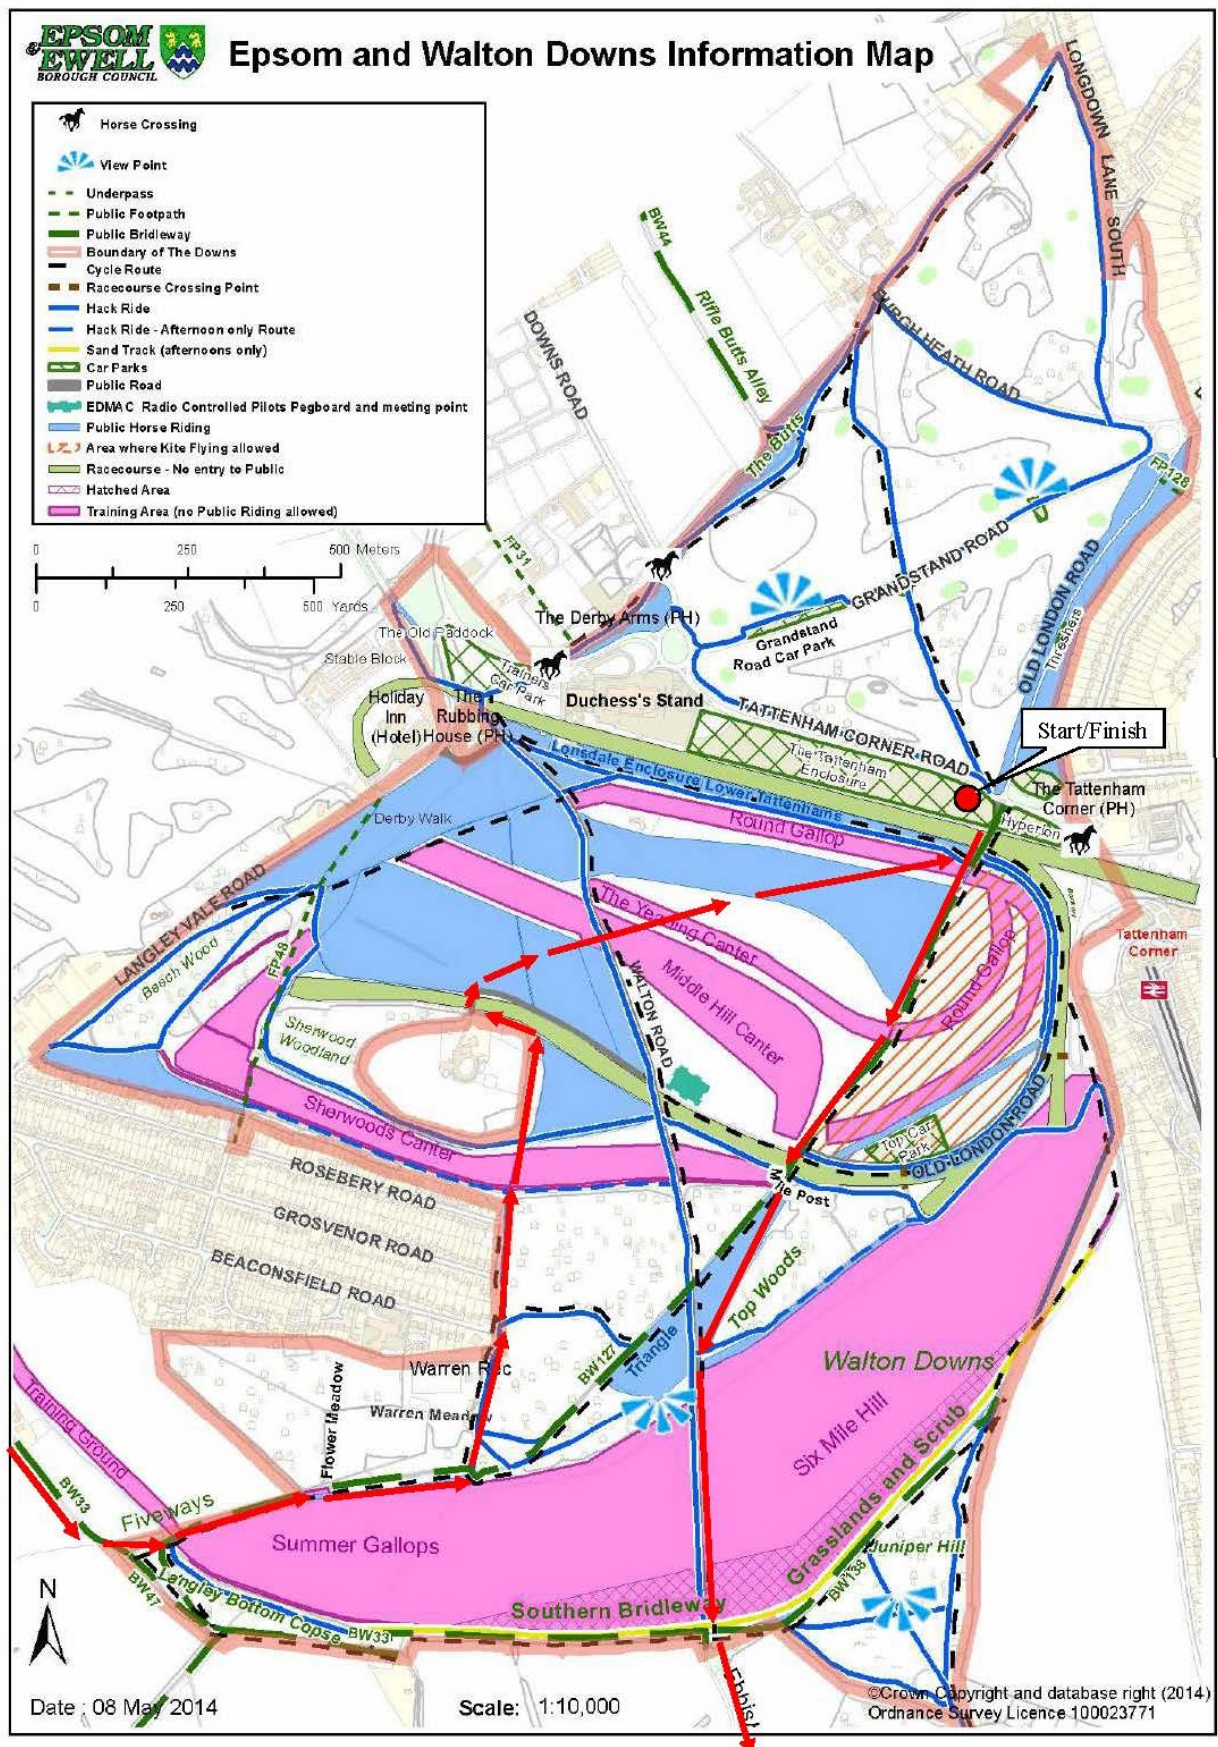 EPSOM
& EWELL
BOROUGH COUNCIL
Epsom and Walton Downs Information Map
Horse Crossing
View Point
Underpass
Public Footpath
Public Bridleway
Boundary of The Downs
Cycle Route
Racecourse Crossing Point
Hack Ride
Hack Ride - Afternoon only Route
Sand Track (afternoons only)
Car Parks
Public Road
EDMAC Radio Controlled Pilots Pegboard and meeting point
Public Horse Riding
Area where Kite Flying allowed
Racecourse - No entry to Public
Hatched Area
Training Area (no Public Riding allowed)
0 250 500 Meters
0 250 500 Yards
LONGDOWN LANE SOUTH
BW44
Rifle Butts Alley
DOWNS ROAD
BURGH HEATH ROAD
The Butts
FP128
FP31
GRANDSTAND ROAD
OLD LONDON ROAD
Threshers
The Derby Arms (PH)
Grandstand
Road Car Park
The Old Paddock
Stable Block
Trainers
Car Park
Holiday
Inn
(Hotel)
The
Rubbing
House (PH)
Duchess's Stand
TATTENHAM CORNER ROAD
Start/Finish
The Tattenham
Enclosure
Lonsdale Enclosure Lower Tattenhams
The Tattenham
Corner (PH)
Hyperion
Round Gallop
Derby Walk
LANGLEY VALE ROAD
Beech Wood
FP48
The Yearling Canter
Middle Hill Canter
WALTON ROAD
Round Gallop
Tattenham
Corner
Sherwood
Woodland
Sherwoods Canter
Top Car
Park
OLD LONDON ROAD
Mile Post
ROSEBERY ROAD
GROSVENOR ROAD
BEACONSFIELD ROAD
Top Woods
Triangle
BW127
Warren Rec
Warren Meadow
Flower Meadow
Walton Downs
Six Mile Hill
Grasslands and Scrub
Training Ground
BW33
Fiveways
Summer Gallops
BW47
Langley Bottom Copse
BW33
Southern Bridleway
BW138
Juniper Hill
N
Date : 08 May 2014
Scale: 1:10,000
©Crown Copyright and database right (2014)
Ordnance Survey Licence 100023771